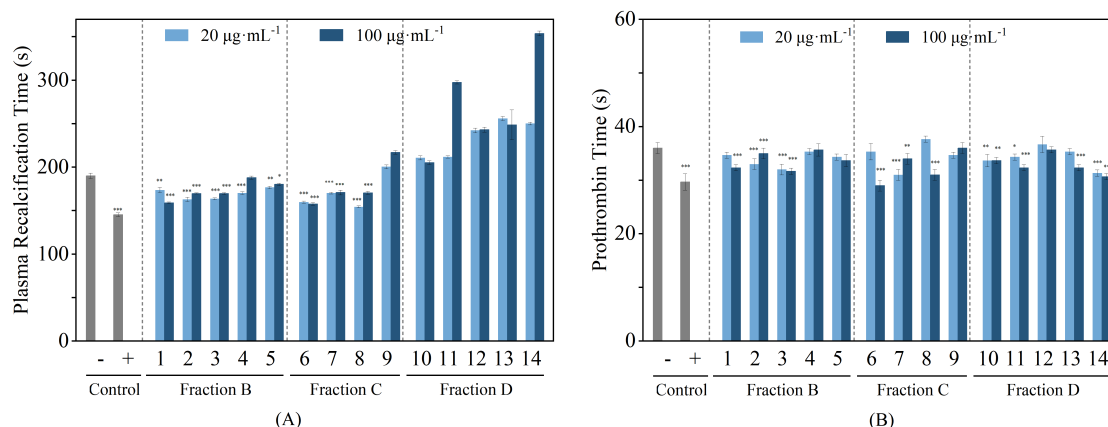 Plasma Recalcification Time (s)
300
200
100
0
20 μg·mL-1
100 μg·mL-1
***
** *** *** *** *** *** *** ** *
*** *** *** *** *** ***
- + 1 2 3 4 5 6 7 8 9 10 11 12 13 14
Control Fraction B Fraction C Fraction D
(A)
Prothrombin Time (s)
60
40
20
0
20 μg·mL-1
100 μg·mL-1
***
*** *** *** *** ***
*** *** ** ***
** ** * *** *** ***
- + 1 2 3 4 5 6 7 8 9 10 11 12 13 14
Control Fraction B Fraction C Fraction D
(B)